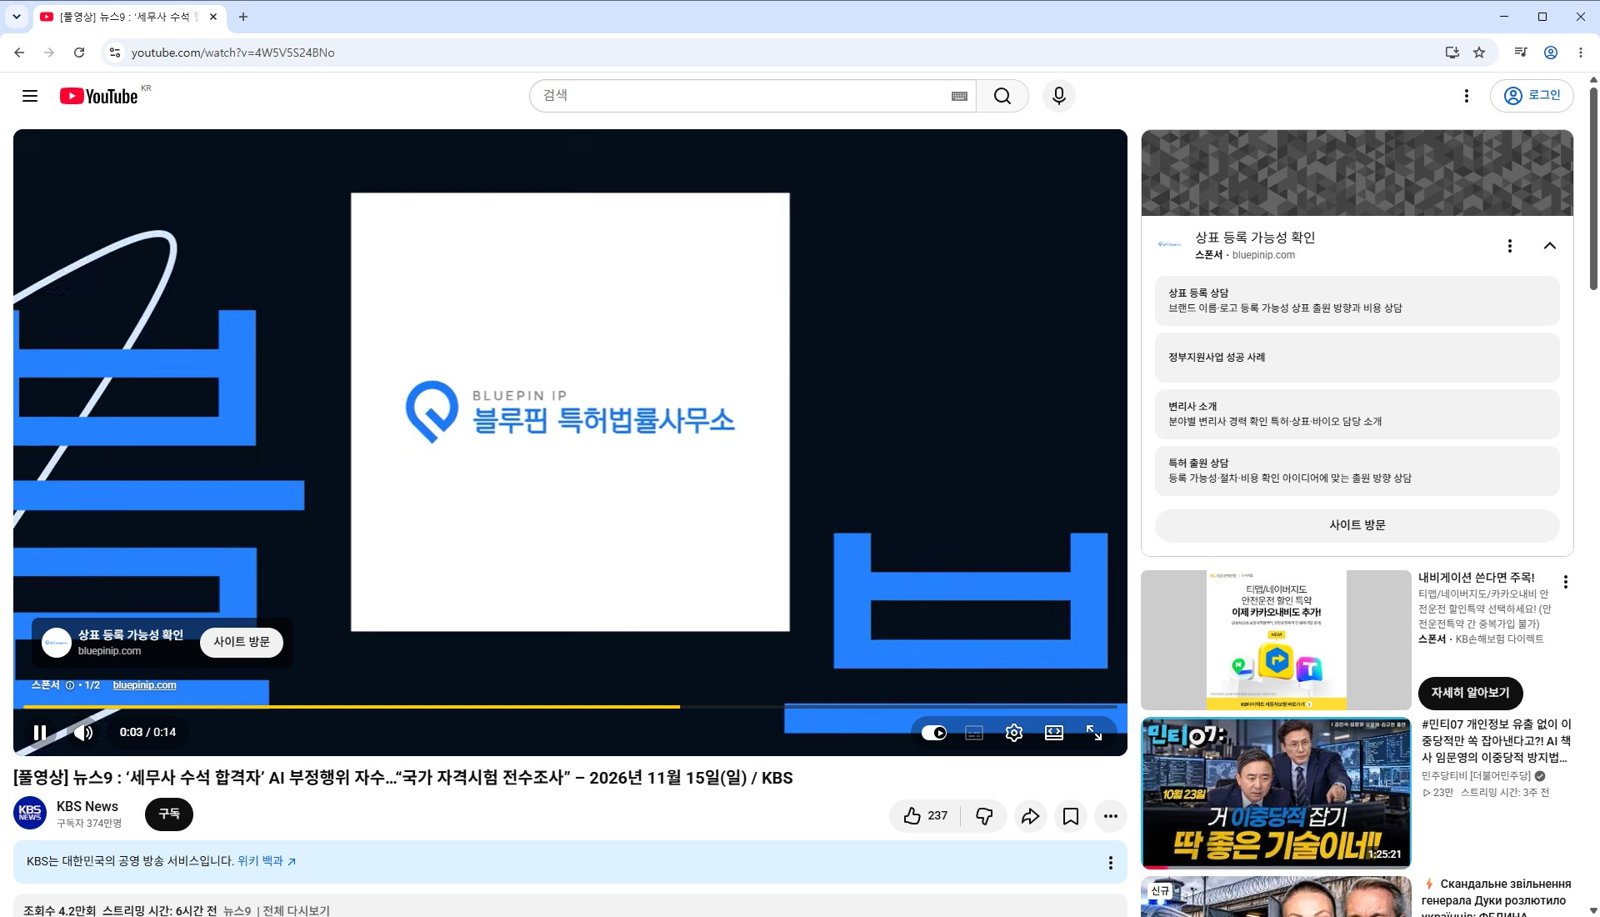 [풀영상] 뉴스9 : ‘세무사 수석
youtube.com/watch?v=4W5V5S24BNo
YouTube KR
검색
로그인
BLUEPIN IP
블루핀 특허법률사무소
상표 등록 가능성 확인
bluepinip.com
사이트 방문
스폰서 • 1/2 bluepinip.com
0:03 / 0:14
[풀영상] 뉴스9 : ‘세무사 수석 합격자’ AI 부정행위 자수…“국가 자격시험 전수조사” – 2026년 11월 15일(일) / KBS
KBS NEWS
KBS News
구독자 374만명
구독
237
KBS는 대한민국의 공영 방송 서비스입니다. 위키 백과
조회수 4.2만회 스트리밍 시간: 6시간 전 뉴스9 | 전체 다시보기
상표 등록 가능성 확인
스폰서 · bluepinip.com
상표 등록 상담
브랜드 이름·로고 등록 가능성 상표 출원 방향과 비용 상담
정부지원사업 성공 사례
변리사 소개
분야별 변리사 경력 확인 특허·상표·바이오 담당 소개
특허 출원 상담
등록 가능성·절차·비용 확인 아이디어에 맞는 출원 방향 상담
사이트 방문
티맵/네이버지도
안전운전 할인 특약
이제 카카오내비도 추가!
NEW!
N
T
내비게이션 쓴다면 주목!
티맵/네이버지도/카카오내비 안
전운전 할인특약 선택하세요! (안
전운전특약 간 중복가입 불가)
스폰서 · KB손해보험 다이렉트
자세히 알아보기
민티07:
10월 23일
거 이중당적 잡기
딱 좋은 기술이네!!
1:25:21
#민티07 개인정보 유출 없이 이
중당적만 쏙 잡아낸다고?! AI 책
사 임문영의 이중당적 방지법...
민주당티비 [더불어민주당]
23만 스트리밍 시간: 3주 전
신규
Скандальне звільнення
генерала Дуки розлютило